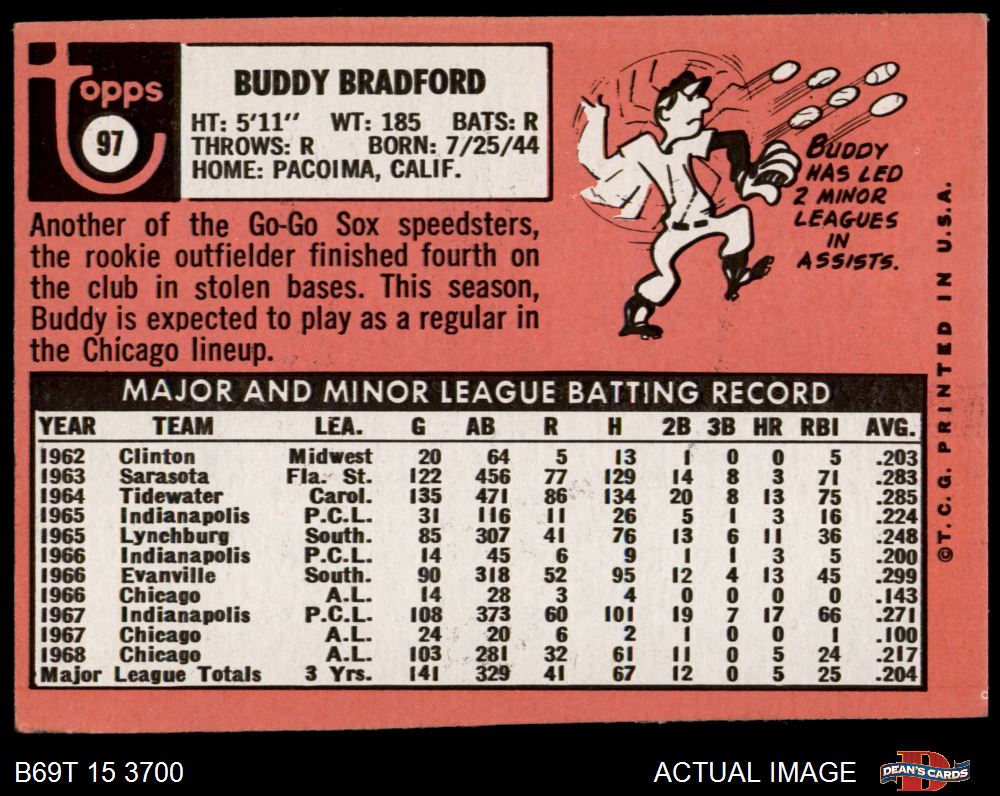 Topps
97
BUDDY BRADFORD
HT: 5'11" WT: 185 BATS: R
THROWS: R BORN: 7/25/44
HOME: PACOIMA, CALIF.
Another of the Go-Go Sox speedsters,
the rookie outfielder finished fourth on
the club in stolen bases. This season,
Buddy is expected to play as a regular in
the Chicago lineup.
BUDDY
HAS LED
2 MINOR
LEAGUES
IN
ASSISTS.
©T.C.G. PRINTED IN U.S.A.
MAJOR AND MINOR LEAGUE BATTING RECORD
YEAR TEAM LEA. G AB R H 2B 3B HR RBI AVG.
1962 Clinton Midwest 20 64 5 13 1 0 0 5 .203
1963 Sarasota Fla. St. 122 456 77 129 14 8 3 71 .283
1964 Tidewater Carol. 135 471 86 134 20 8 13 75 .285
1965 Indianapolis P.C.L. 31 116 11 26 5 1 3 16 .224
1965 Lynchburg South. 85 307 41 76 13 6 11 36 .248
1966 Indianapolis P.C.L. 14 45 6 9 1 1 3 5 .200
1966 Evanville South. 90 318 52 95 12 4 13 45 .299
1966 Chicago A.L. 14 28 3 4 0 0 0 0 .143
1967 Indianapolis P.C.L. 108 373 60 101 19 7 17 66 .271
1967 Chicago A.L. 24 20 6 2 1 0 0 1 .100
1968 Chicago A.L. 103 281 32 61 11 0 5 24 .217
Major League Totals 3 Yrs. 141 329 41 67 12 0 5 25 .204
B69T 15 3700
ACTUAL IMAGE
DEAN'S CARDS